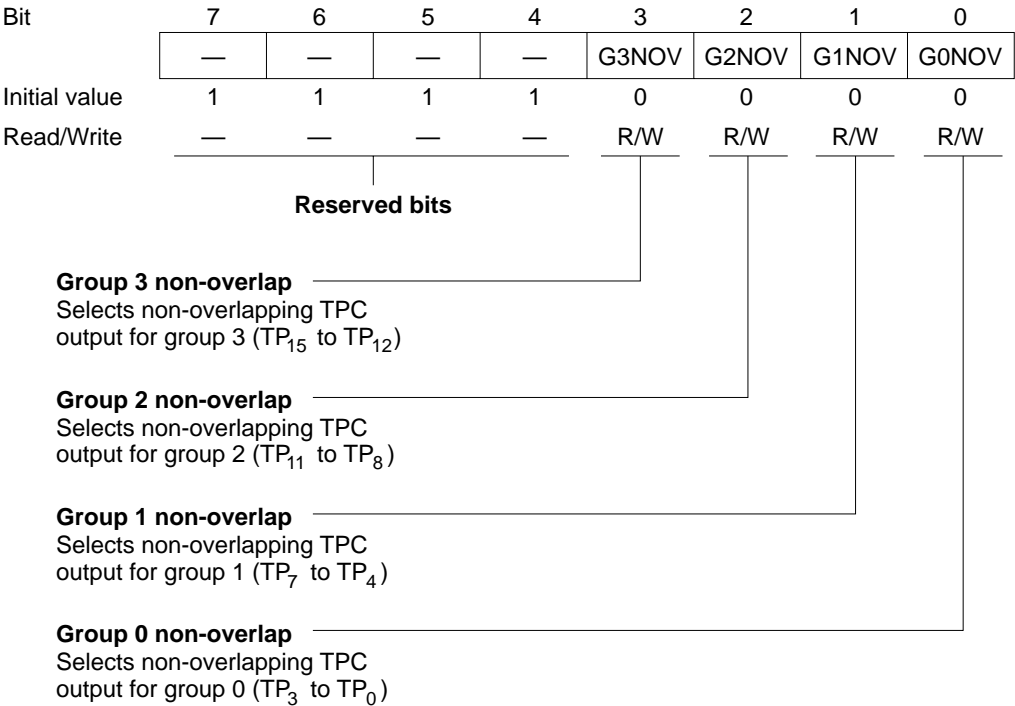 Bit 7 6 5 4 3 2 1 0
— — — — G3NOV G2NOV G1NOV G0NOV
Initial value 1 1 1 1 0 0 0 0
Read/Write — — — — R/W R/W R/W R/W
Reserved bits
Group 3 non-overlap
Selects non-overlapping TPC
output for group 3 (TP15 to TP12)
Group 2 non-overlap
Selects non-overlapping TPC
output for group 2 (TP11 to TP8)
Group 1 non-overlap
Selects non-overlapping TPC
output for group 1 (TP7 to TP4)
Group 0 non-overlap
Selects non-overlapping TPC
output for group 0 (TP3 to TP0)